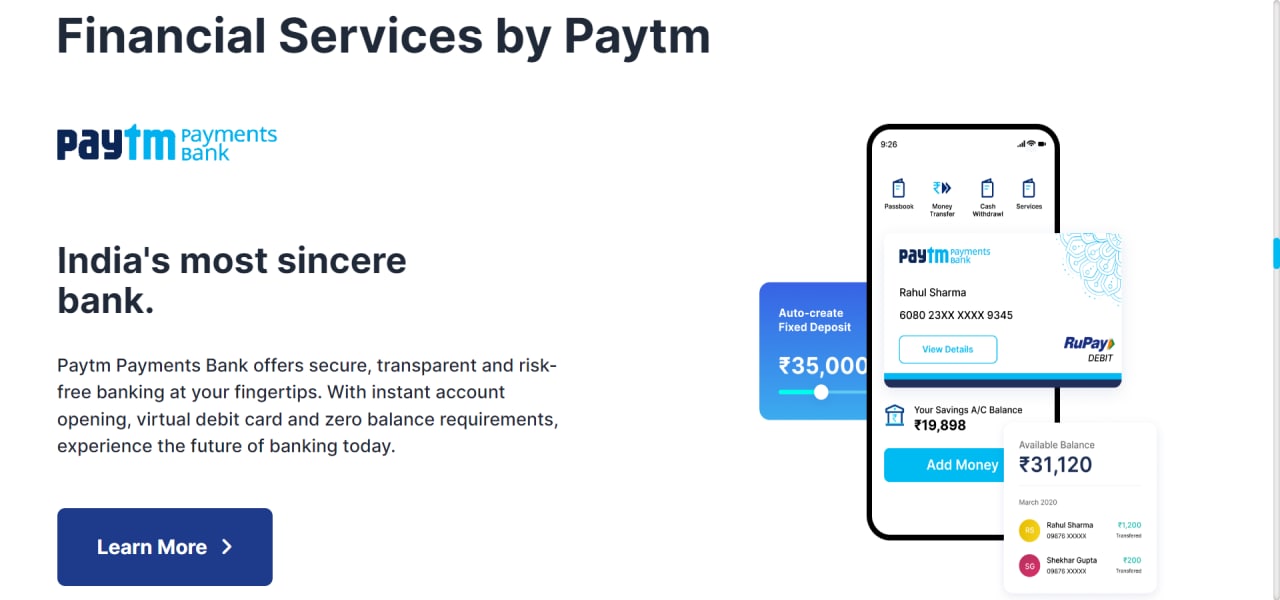 Financial Services by Paytm
paytm Payments
Bank
India's most sincere
bank.
Paytm Payments Bank offers secure, transparent and risk-
free banking at your fingertips. With instant account
opening, virtual debit card and zero balance requirements,
experience the future of banking today.
Learn More
9:26
Passbook
Money
Transfer
Cash
Withdrawl
Services
paytm Payments
Bank
Rahul Sharma
6080 23XX XXXX 9345
View Details
RuPay
DEBIT
Auto-create
Fixed Deposit
₹35,000
Your Savings A/C Balance
₹19,898
Add Money
Available Balance
₹31,120
March 2020
RS Rahul Sharma ₹1,200
09876 XXXXX Transfered
SG Shekhar Gupta ₹200
09876 XXXXX Transfered